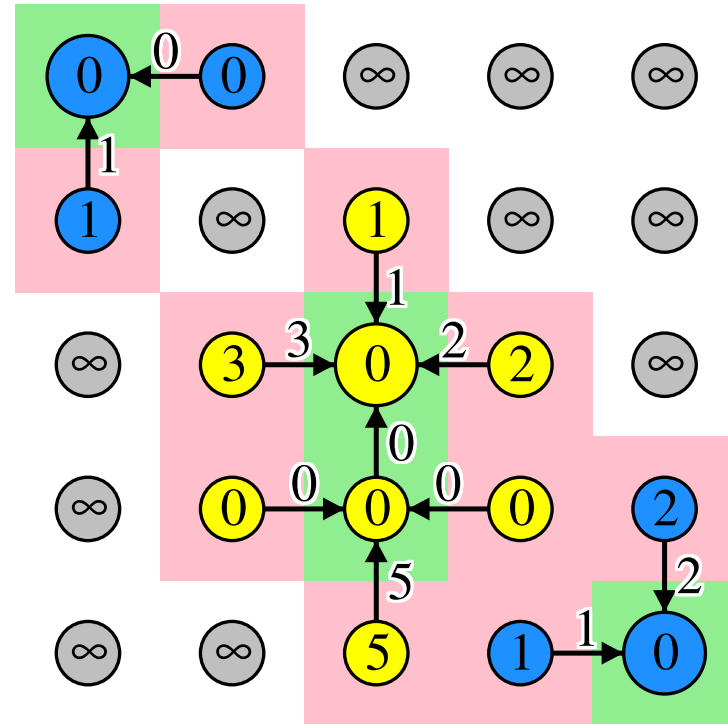 0 0 0 ∞ ∞ ∞
1
1 ∞ 1 ∞ ∞
1
∞ 3 3 0 2 2 ∞
0
∞ 0 0 0 0 0 2
5 2
∞ ∞ 5 1 1 0